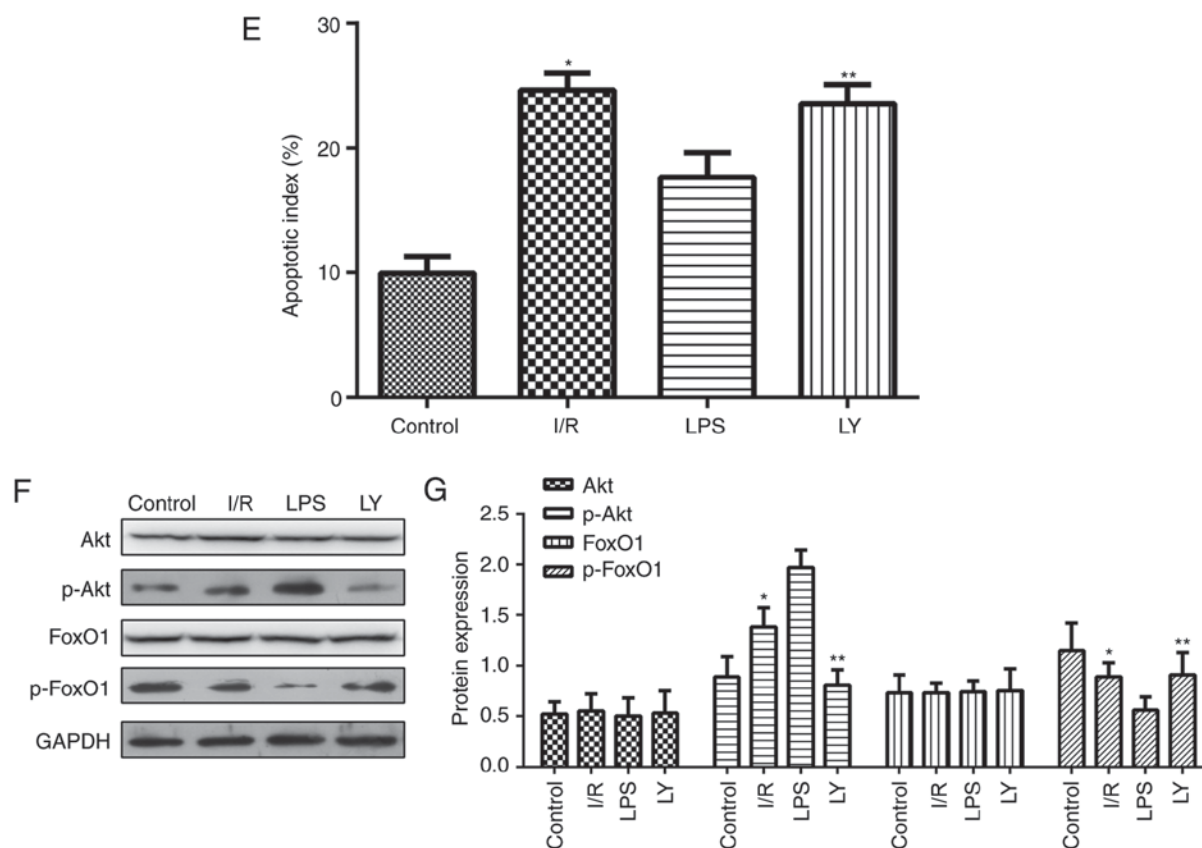 E
30
20
10
0
Apoptotic index (%)
*
**
Control I/R LPS LY
F
Control I/R LPS LY
Akt
p-Akt
FoxO1
p-FoxO1
GAPDH
G
Akt
p-Akt
FoxO1
p-FoxO1
2.5
2.0
1.5
1.0
0.5
0.0
Protein expression
*
**
*
**
Control I/R LPS LY Control I/R LPS LY Control I/R LPS LY Control I/R LPS LY